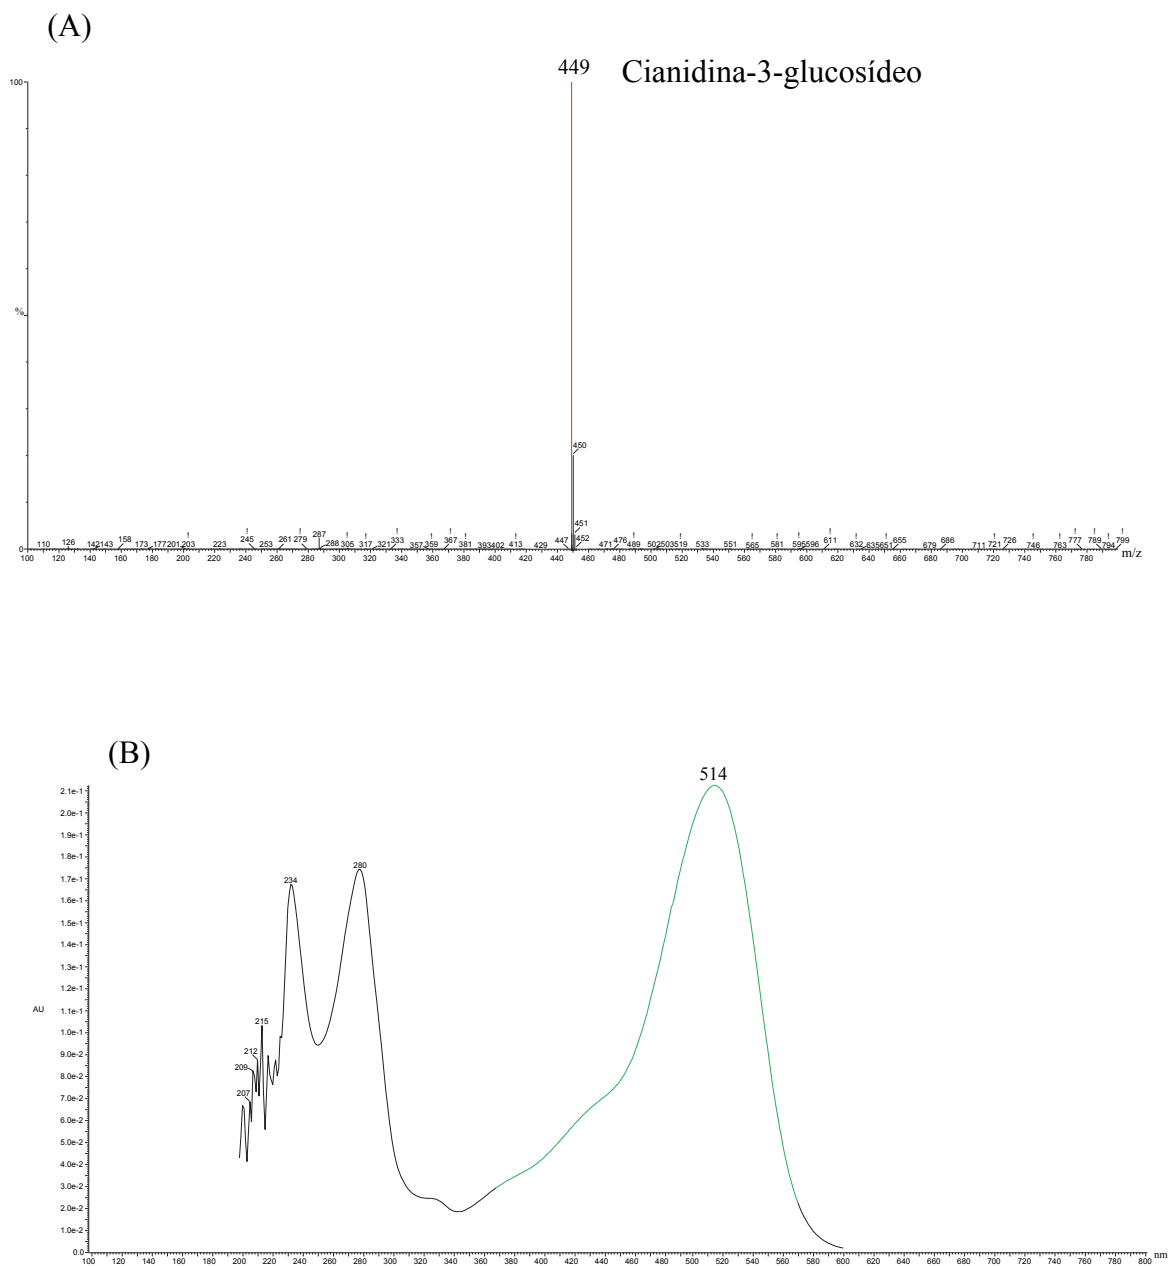 (A)
449 Cianidina-3-glucosídeo
100
%
450
451
452
0
110 126 142 143 158 173 177 201 203 223 245 253 261 279 287 288 305 317 321 333 357 359 367 381 393 402 413 429 447 471 476 489 502 503 519 533 551 565 581 595 596 611 632 635 651 655 679 686 711 721 726 746 763 777 789 794 799
m/z
100 120 140 160 180 200 220 240 260 280 300 320 340 360 380 400 420 440 460 480 500 520 540 560 580 600 620 640 660 680 700 720 740 760 780
(B)
514
2.1e-1
2.0e-1
1.9e-1
1.8e-1
280
1.7e-1
234
1.6e-1
1.5e-1
1.4e-1
1.3e-1
1.2e-1
1.1e-1
AU
215
1.0e-1
212
9.0e-2
209
8.0e-2
207
7.0e-2
6.0e-2
5.0e-2
4.0e-2
3.0e-2
2.0e-2
1.0e-2
0.0
nm
100 120 140 160 180 200 220 240 260 280 300 320 340 360 380 400 420 440 460 480 500 520 540 560 580 600 620 640 660 680 700 720 740 760 780 800